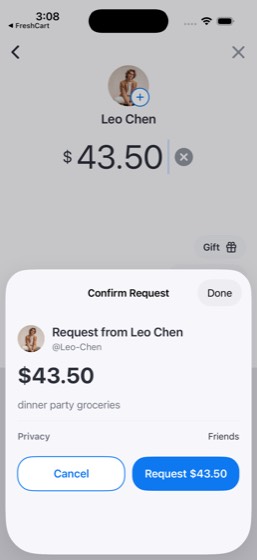 3:08
FreshCart
Leo Chen
$ 43.50
Gift
Confirm Request
Done
Request from Leo Chen
@Leo-Chen
$43.50
dinner party groceries
Privacy Friends
Cancel Request $43.50